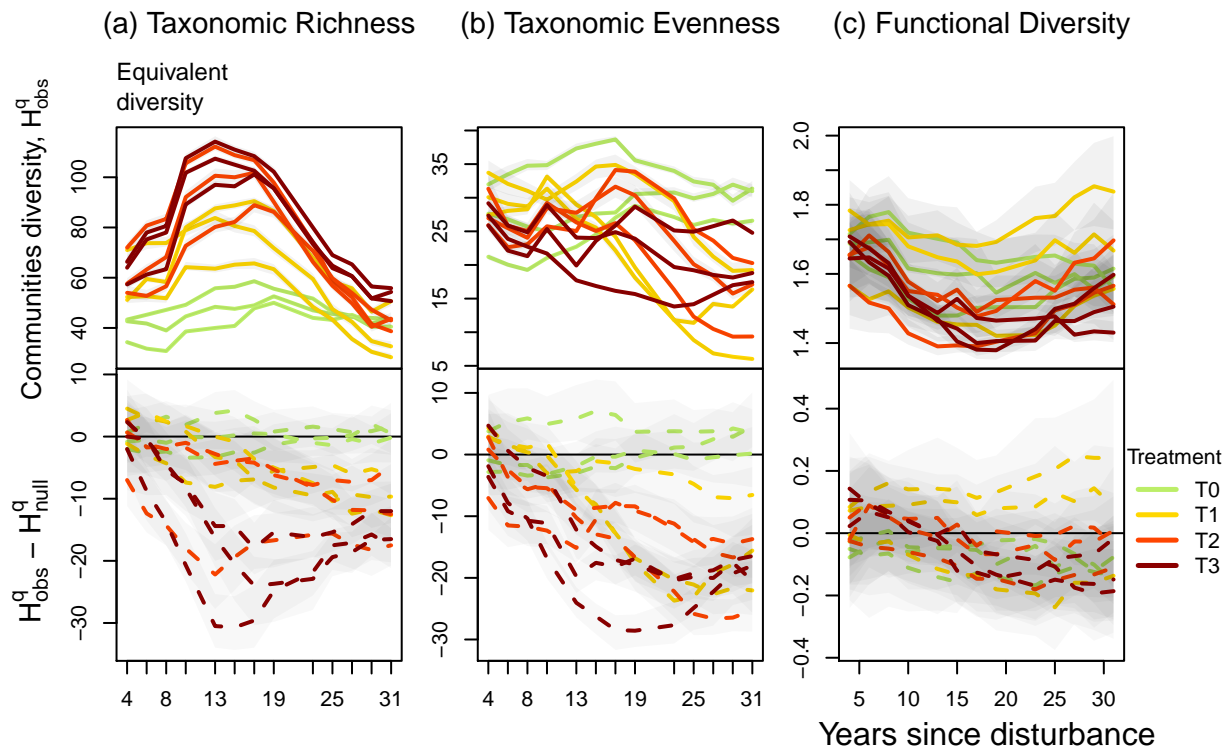 (a) Taxonomic Richness
(b) Taxonomic Evenness
(c) Functional Diversity
Equivalent
diversity
Communities diversity, H^q_obs
40 60 80 100
5 15 25 35
1.4 1.6 1.8 2.0
H^q_obs − H^q_null
−30 −20 −10 0 10
−30 −20 −10 0 10
−0.4 −0.2 0.0 0.2 0.4
4 8 13 19 25 31
4 8 13 19 25 31
5 10 15 20 25 30
Years since disturbance
Treatment
T0
T1
T2
T3